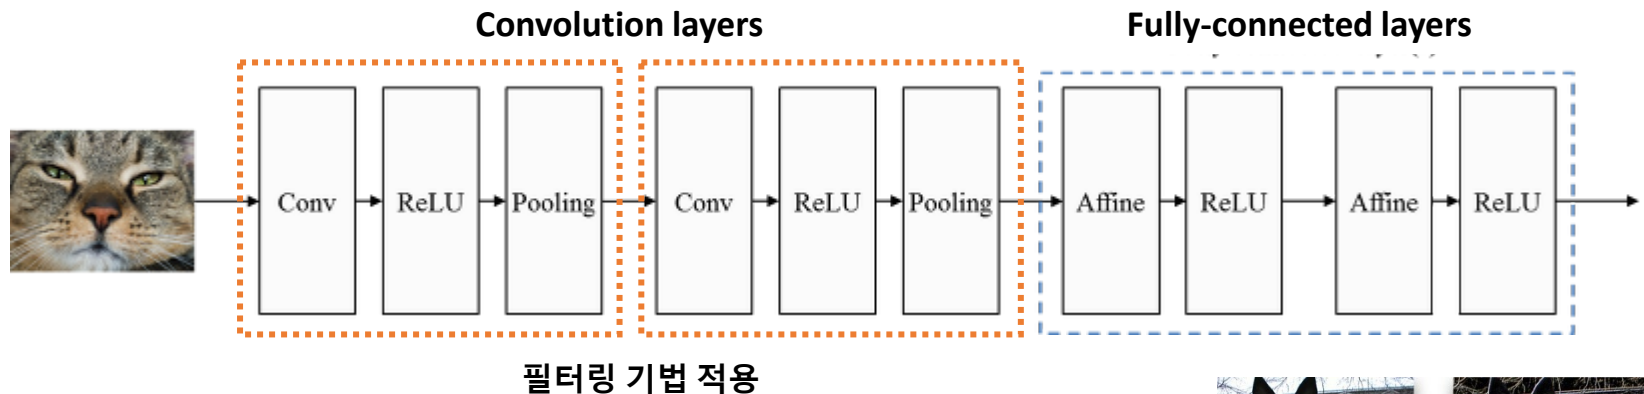 Convolution layers
Fully-connected layers
Conv
ReLU
Pooling
Conv
ReLU
Pooling
Affine
ReLU
Affine
ReLU
필터링 기법 적용